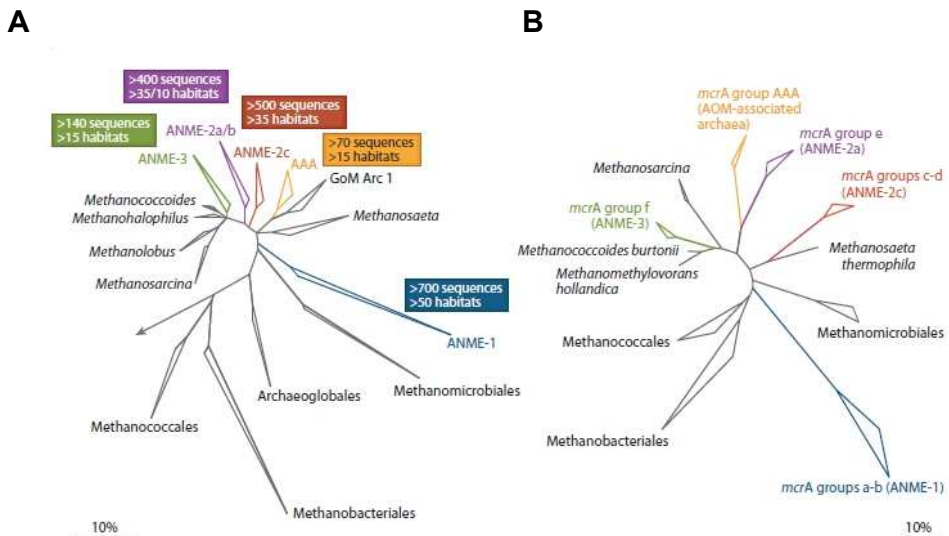 A
B
>400 sequences
>35/10 habitats
>500 sequences
>35 habitats
>140 sequences
>15 habitats
ANME-2a/b
>70 sequences
>15 habitats
ANME-3
ANME-2c
AAA
GoM Arc 1
Methanococcoides
Methanohalophilus
Methanosaeta
Methanolobus
Methanosarcina
>700 sequences
>50 habitats
ANME-1
Archaeoglobales
Methanomicrobiales
Methanococcales
Methanobacteriales
10%
mcrA group AAA
(AOM-associated
archaea)
mcrA group e
(ANME-2a)
Methanosarcina
mcrA groups c-d
(ANME-2c)
mcrA group f
(ANME-3)
Methanococcoides burtonii
Methanosaeta
thermophila
Methanomethylovorans
hollandica
Methanomicrobiales
Methanococcales
Methanobacteriales
mcrA groups a-b (ANME-1)
10%